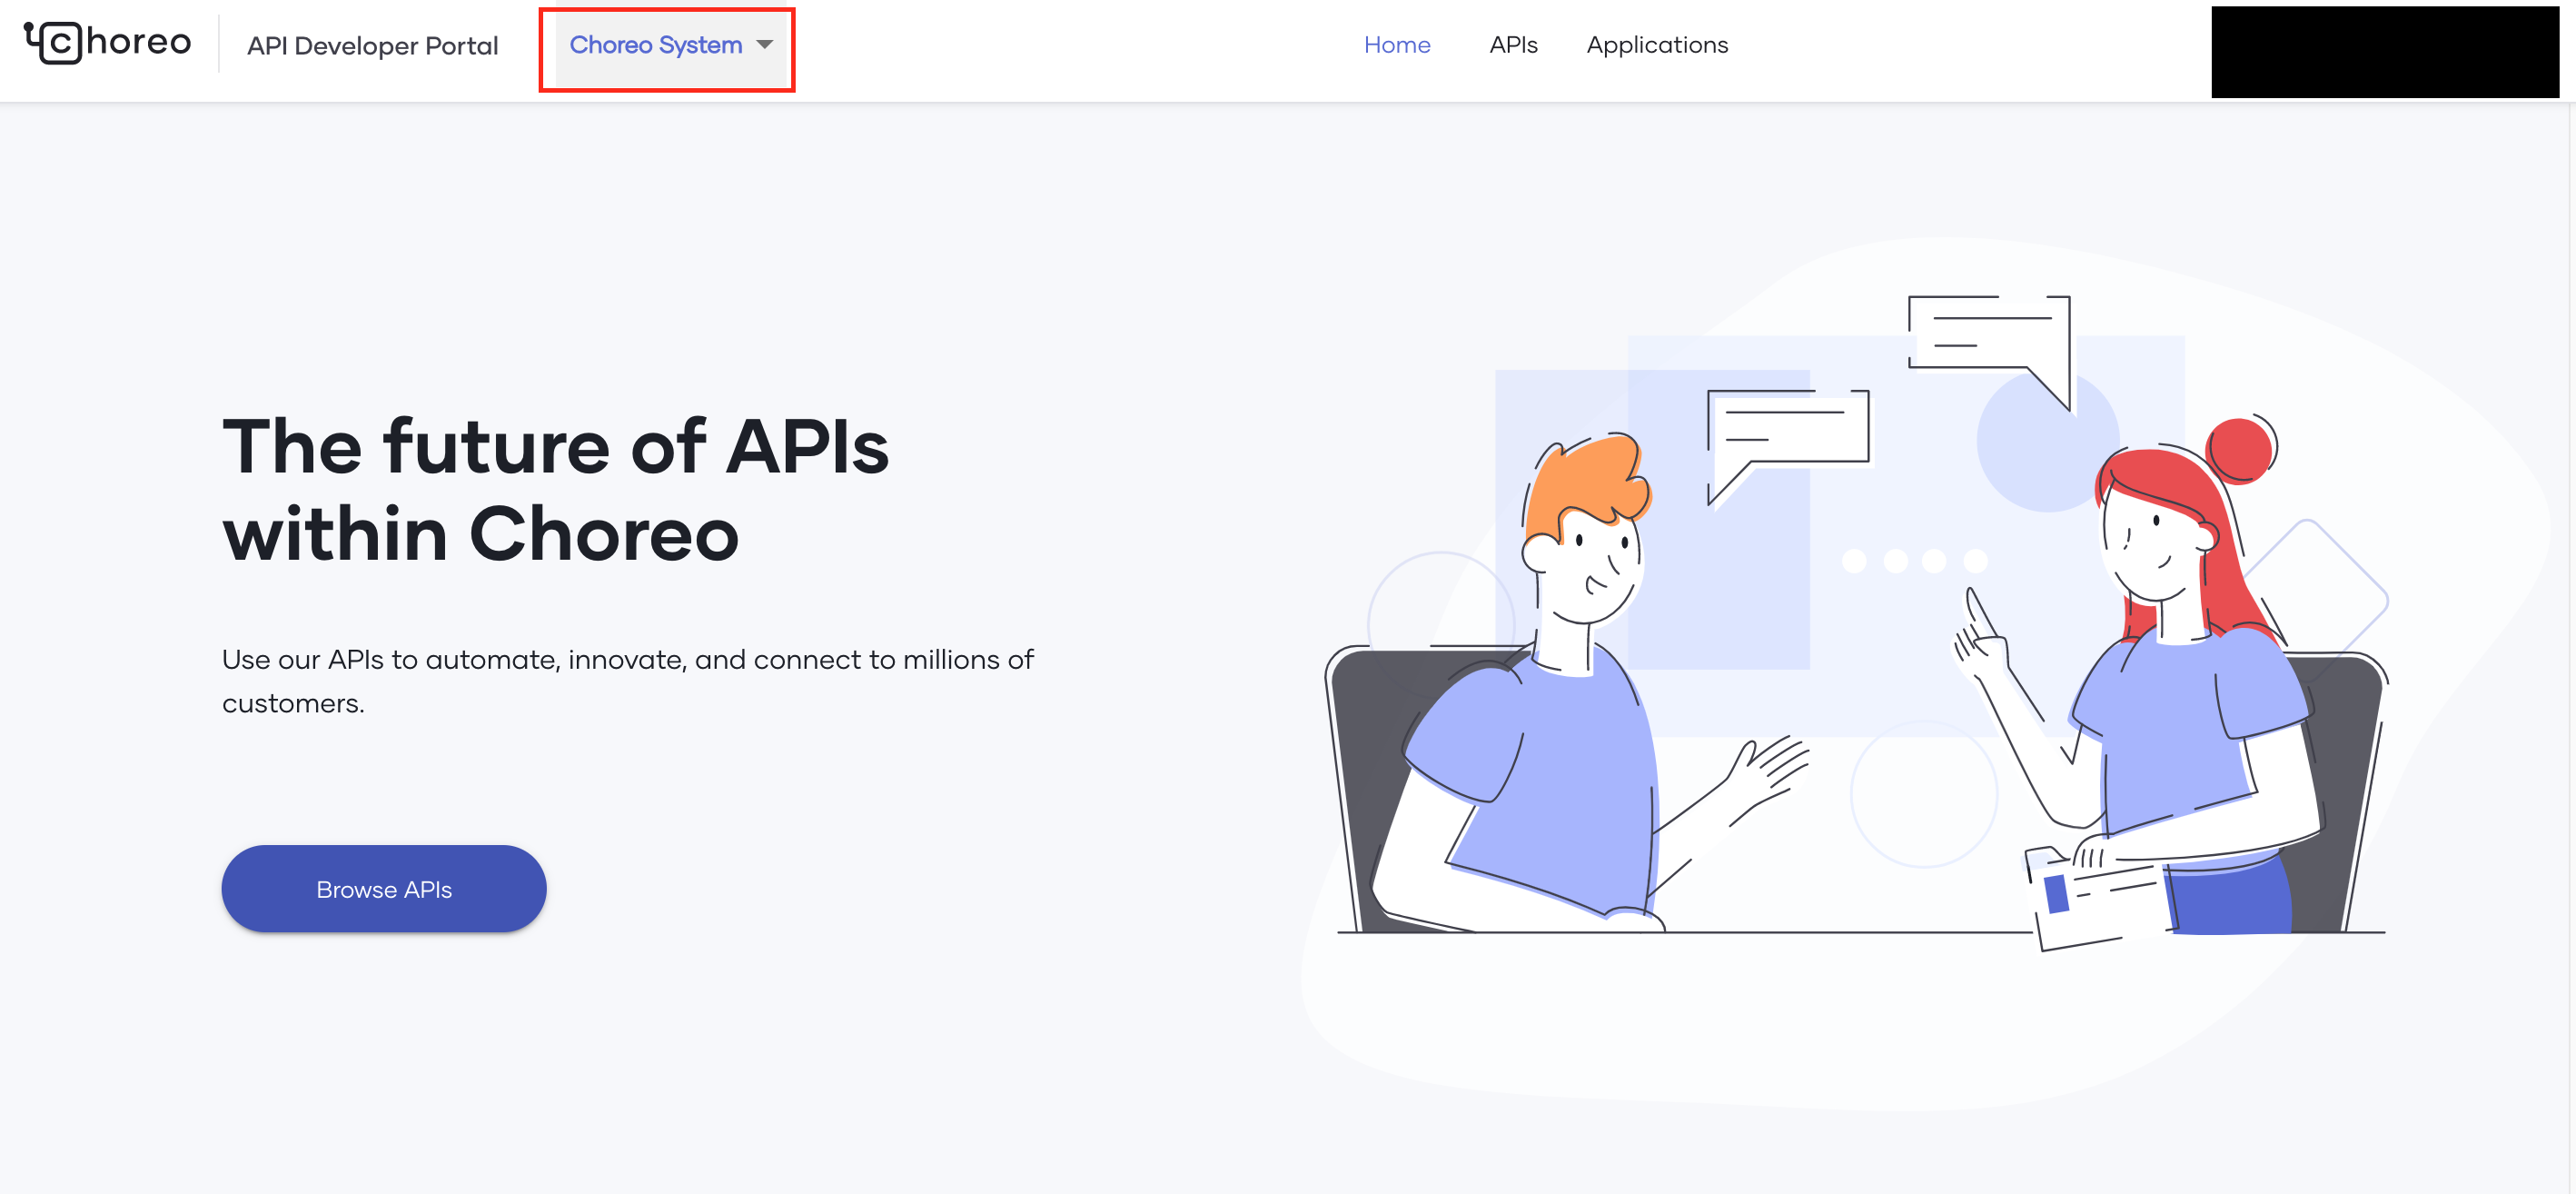 choreo
API Developer Portal
Choreo System
Home
APIs
Applications
The future of APIs
within Choreo
Use our APIs to automate, innovate, and connect to millions of
customers.
Browse APIs